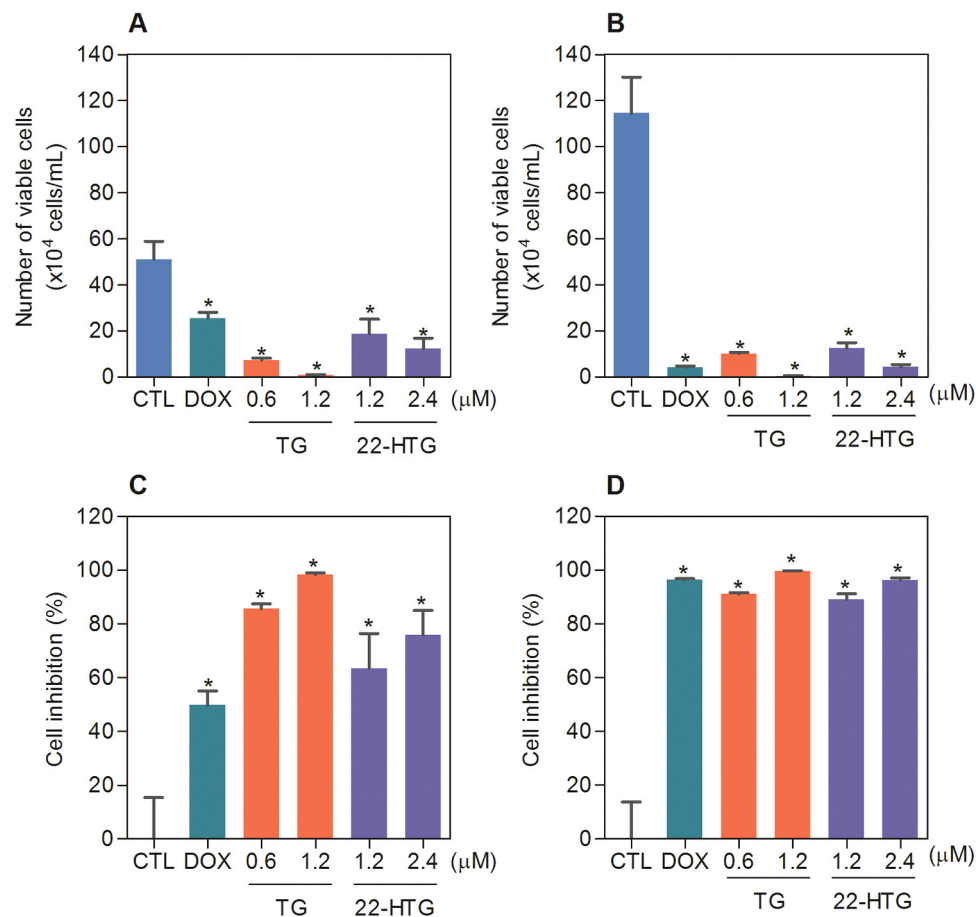 A
Number of viable cells
(x10⁴ cells/mL)
140
120
100
80
60
40
20
0
*
*
*
*
*
CTL DOX 0.6 1.2 1.2 2.4 (μM)
TG 22-HTG
B
Number of viable cells
(x10⁴ cells/mL)
140
120
100
80
60
40
20
0
*
*
*
*
*
CTL DOX 0.6 1.2 1.2 2.4 (μM)
TG 22-HTG
C
Cell inhibition (%)
120
100
80
60
40
20
0
*
*
*
*
*
CTL DOX 0.6 1.2 1.2 2.4 (μM)
TG 22-HTG
D
Cell inhibition (%)
120
100
80
60
40
20
0
*
*
*
*
*
CTL DOX 0.6 1.2 1.2 2.4 (μM)
TG 22-HTG